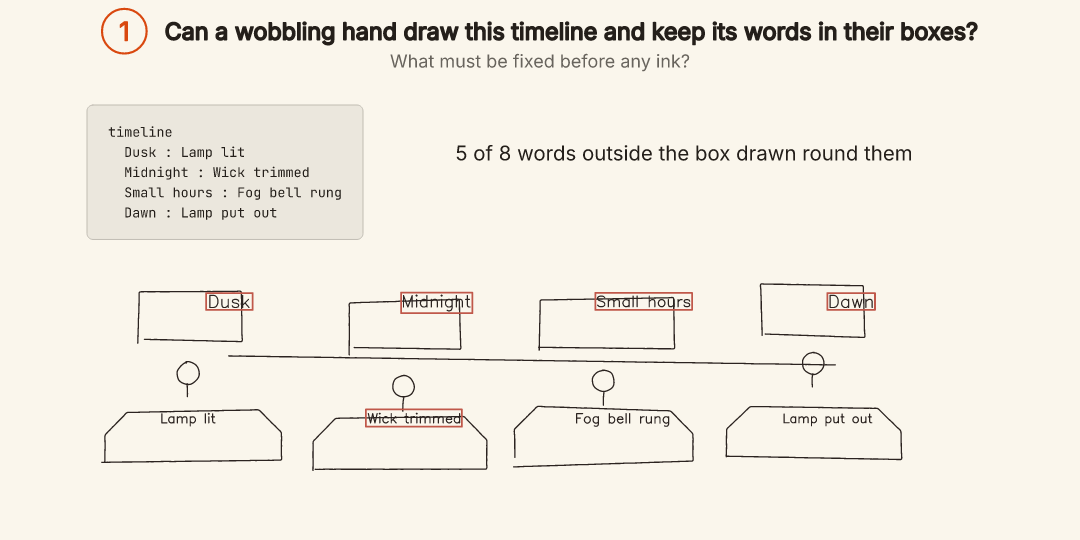 1 Can a wobbling hand draw this timeline and keep its words in their boxes?
What must be fixed before any ink?
timeline
Dusk : Lamp lit
Midnight : Wick trimmed
Small hours : Fog bell rung
Dawn : Lamp put out
5 of 8 words outside the box drawn round them
Dusk Midnight Small hours Dawn
Lamp lit Wick trimmed Fog bell rung Lamp put out